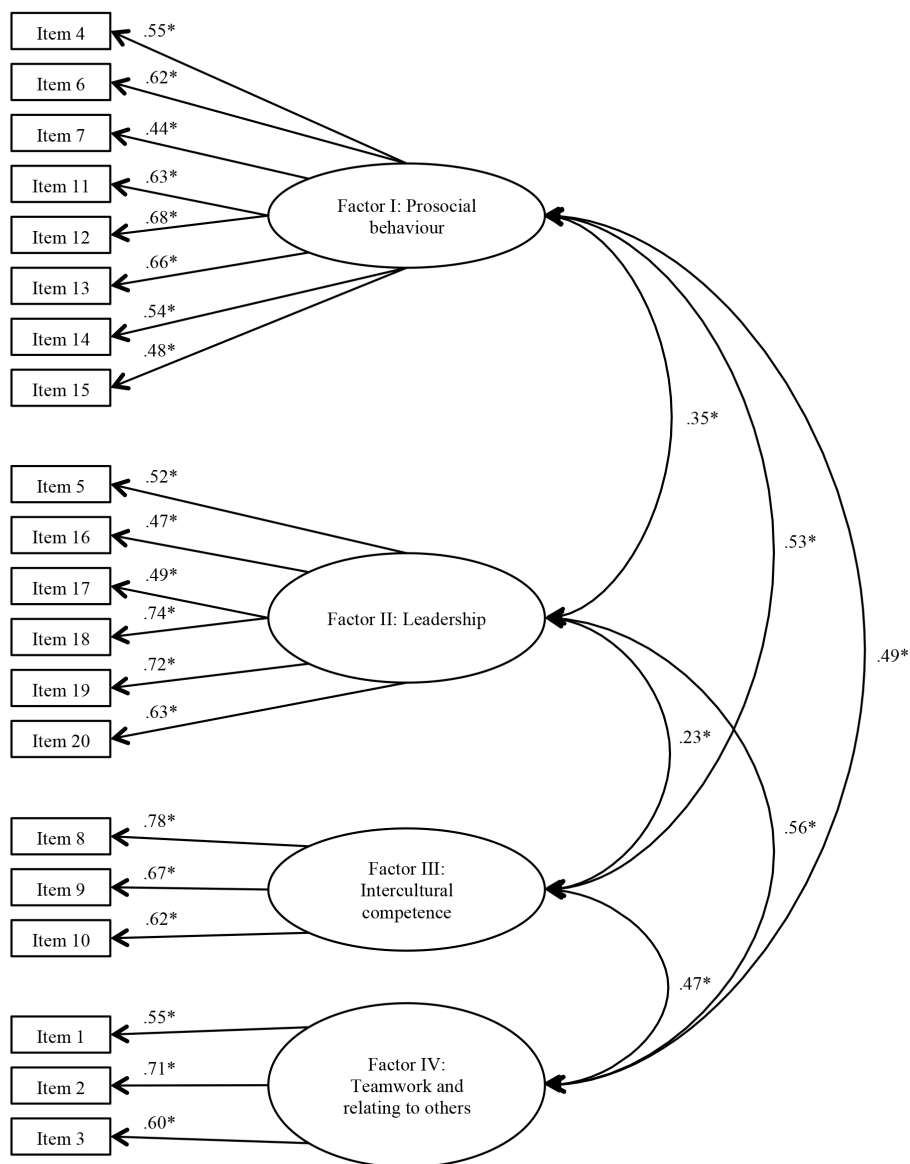 Item 4
.55*
Item 6
.62*
Item 7
.44*
Item 11
.63*
Item 12
.68*
Item 13
.66*
Item 14
.54*
Item 15
.48*
Factor I: Prosocial
behaviour
.35*
.53*
.49*
Item 5
.52*
Item 16
.47*
Item 17
.49*
Item 18
.74*
Item 19
.72*
Item 20
.63*
Factor II: Leadership
.23*
.56*
Item 8
.78*
Item 9
.67*
Item 10
.62*
Factor III:
Intercultural
competence
.47*
Item 1
.55*
Item 2
.71*
Item 3
.60*
Factor IV:
Teamwork and
relating to others